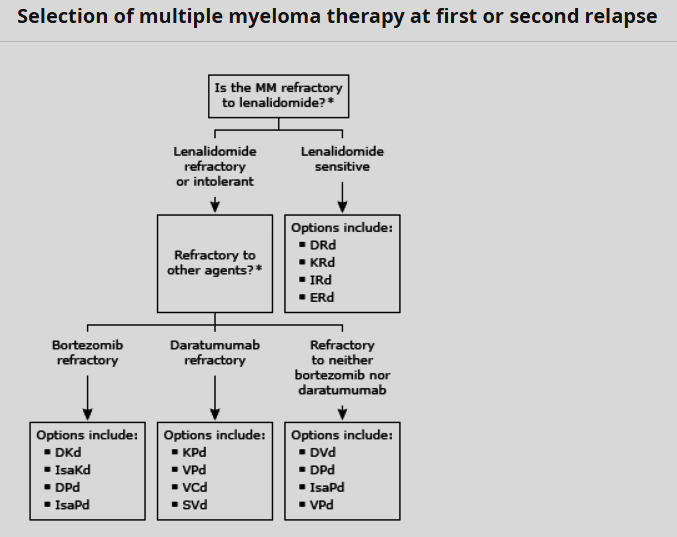 Selection of multiple myeloma therapy at first or second relapse
Is the MM refractory
to lenalidomide?*
Lenalidomide
refractory
or intolerant
Lenalidomide
sensitive
Refractory to
other agents?*
Options include:
▪ DRd
▪ KRd
▪ IRd
▪ ERd
Bortezomib
refractory
Daratumumab
refractory
Refractory
to neither
bortezomib nor
daratumumab
Options include:
▪ DKd
▪ IsaKd
▪ DPd
▪ IsaPd
Options include:
▪ KPd
▪ VPd
▪ VCd
▪ SVd
Options include:
▪ DVd
▪ DPd
▪ IsaPd
▪ VPd